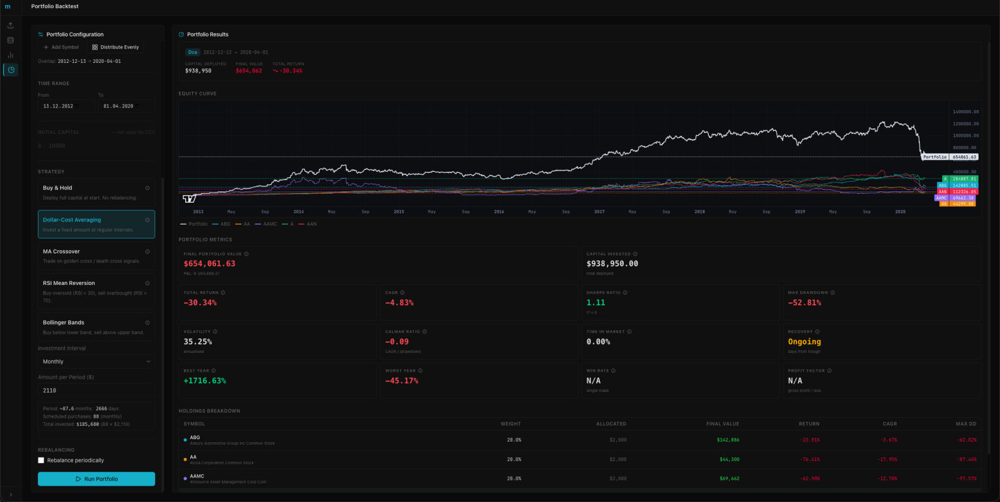 m
Portfolio Backtest
Portfolio Configuration
+ Add Symbol
Distribute Evenly
Overlap: 2012-12-13 → 2020-04-01
TIME RANGE
From
To
13.12.2012
01.04.2020
INITIAL CAPITAL
— not used for DCA
$ 10000
STRATEGY
Buy & Hold
Deploy full capital at start. No rebalancing.
Dollar-Cost Averaging
Invest a fixed amount at regular intervals.
MA Crossover
Trade on golden cross / death cross signals.
RSI Mean Reversion
Buy oversold (RSI < 30), sell overbought (RSI >
70).
Bollinger Bands
Buy below lower band, sell above upper band.
Investment Interval
Monthly
Amount per Period ($)
2110
Period: ~87.6 months 2666 days
Scheduled purchases: 88 (monthly)
Total invested: $185,680 (88 × $2,110)
REBALANCING
Rebalance periodically
Run Portfolio
Portfolio Results
Dca 2012-12-13 → 2020-04-01
CAPITAL DEPLOYED FINAL VALUE TOTAL RETURN
$938,950 $654,062 -30.34%
EQUITY CURVE
1400000.00
1200000.00
1000000.00
800000.00
Portfolio 654061.63
400000.00
A 284887.81
ABG 142885.51
AAN 112326.05
AAMC 69662.38
AA 44299.88
2013 May Sep 2014 May Sep 2015 May Sep 2016 May Sep 2017 May Sep 2018 May Sep 2019 May Sep 2020
Portfolio ABG AA AAMC A AAN
PORTFOLIO METRICS
FINAL PORTFOLIO VALUE
$654,061.63
P&L: $-284,888.37
CAPITAL INVESTED
$938,950.00
total deployed
TOTAL RETURN
-30.34%
CAGR
-4.83%
SHARPE RATIO
1.11
rf = 0
MAX DRAWDOWN
-52.81%
VOLATILITY
35.25%
annualised
CALMAR RATIO
-0.09
CAGR / |drawdown|
TIME IN MARKET
0.00%
RECOVERY
Ongoing
days from trough
BEST YEAR
+1716.63%
WORST YEAR
-45.17%
WIN RATE
N/A
single trade
PROFIT FACTOR
N/A
gross profit / loss
HOLDINGS BREAKDOWN
SYMBOL WEIGHT ALLOCATED FINAL VALUE RETURN CAGR MAX DD
ABG 20.0% $2,000 $142,886 -23.91% -3.67% -62.82%
Asbury Automotive Group Inc Common Stock
AA 20.0% $2,000 $44,300 -76.41% -17.95% -87.44%
Alcoa Corporation Common Stock
AAMC 20.0% $2,000 $69,662 -62.90% -12.70% -97.57%
Altisource Asset Management Corp Com